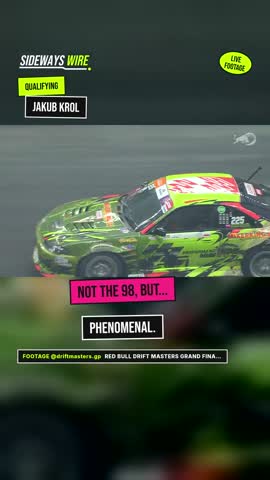 SIDEWAYS WIRE.
LIVE
FOOTAGE
QUALIFYING
JAKUB KROL
225
NOT THE 98, BUT...
PHENOMENAL.
FOOTAGE @driftmasters.gp RED BULL DRIFT MASTERS GRAND FINA...